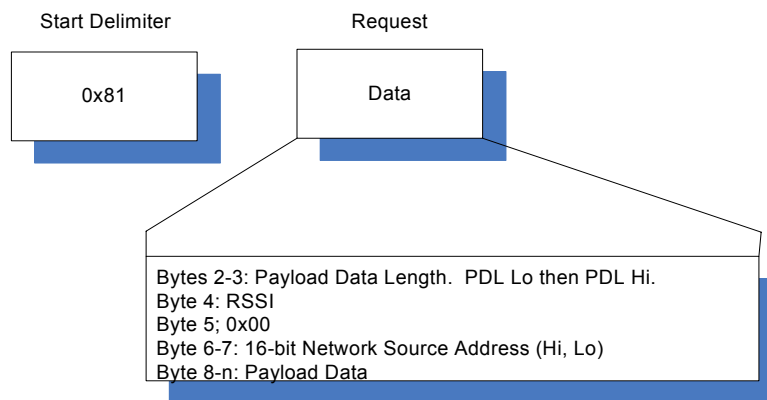 Start Delimiter
Request
0x81
Data
Bytes 2-3: Payload Data Length. PDL Lo then PDL Hi.
Byte 4: RSSI
Byte 5; 0x00
Byte 6-7: 16-bit Network Source Address (Hi, Lo)
Byte 8-n: Payload Data